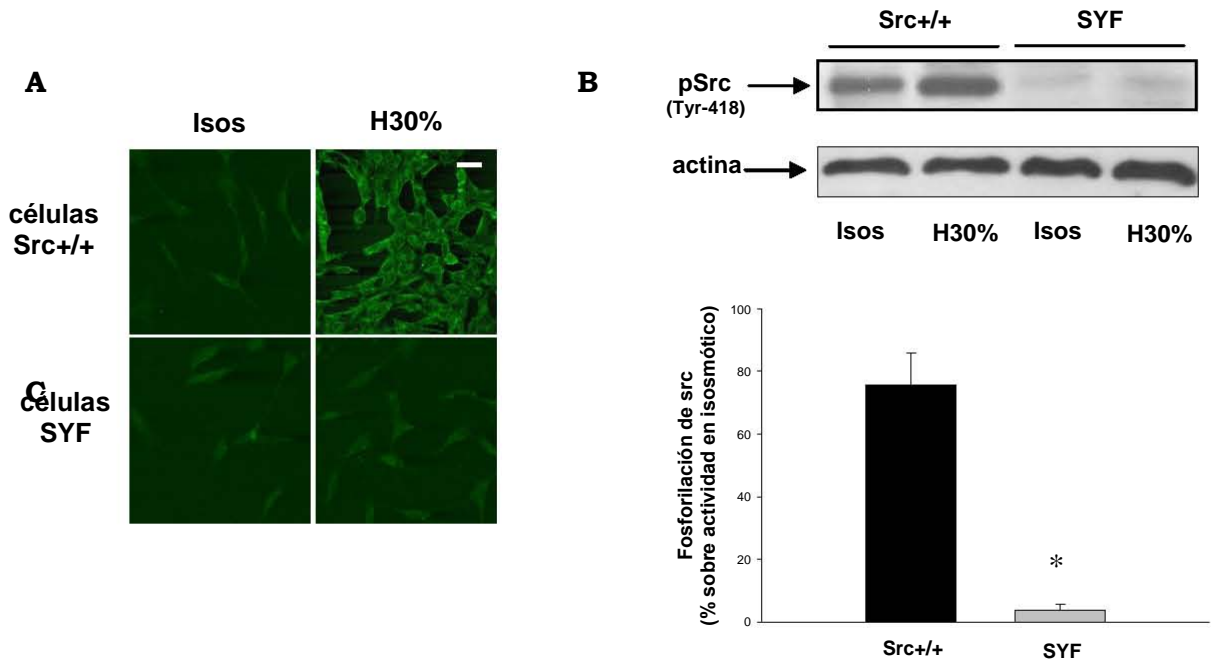 A
Isos H30%
células
Src+/+
C
células
SYF
B
Src+/+ SYF
pSrc
(Tyr-418)
actina
Isos H30% Isos H30%
Fosforilación de src
(% sobre actividad en isosmótico)
100
80
60
40
20
0
*
Src+/+ SYF